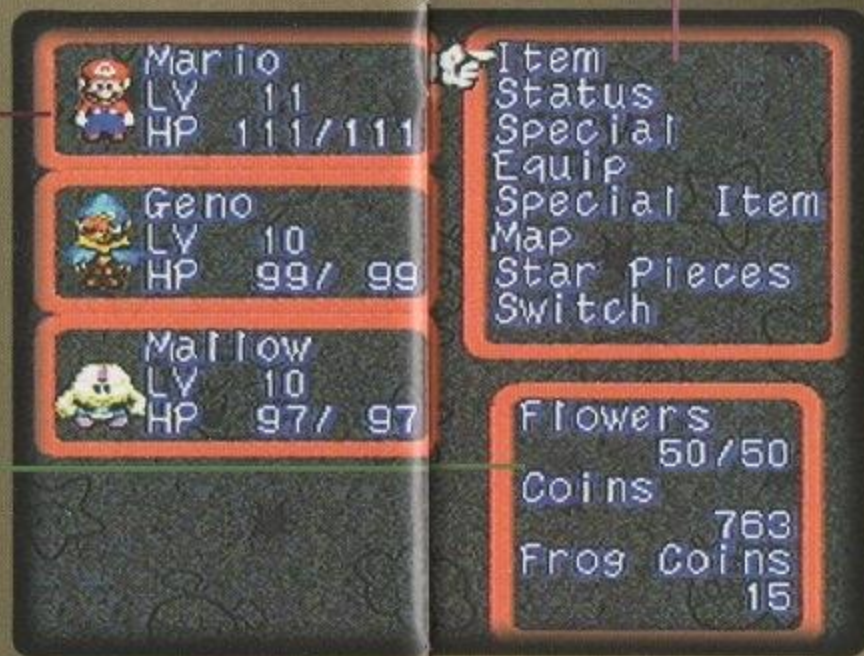 Mario
LV 11
HP 111/111
Geno
LV 10
HP 99/ 99
Mallow
LV 10
HP 97/ 97
Item
Status
Special
Equip
Special Item
Map
Star Pieces
Switch
Flowers
50/50
Coins
763
Frog Coins
15